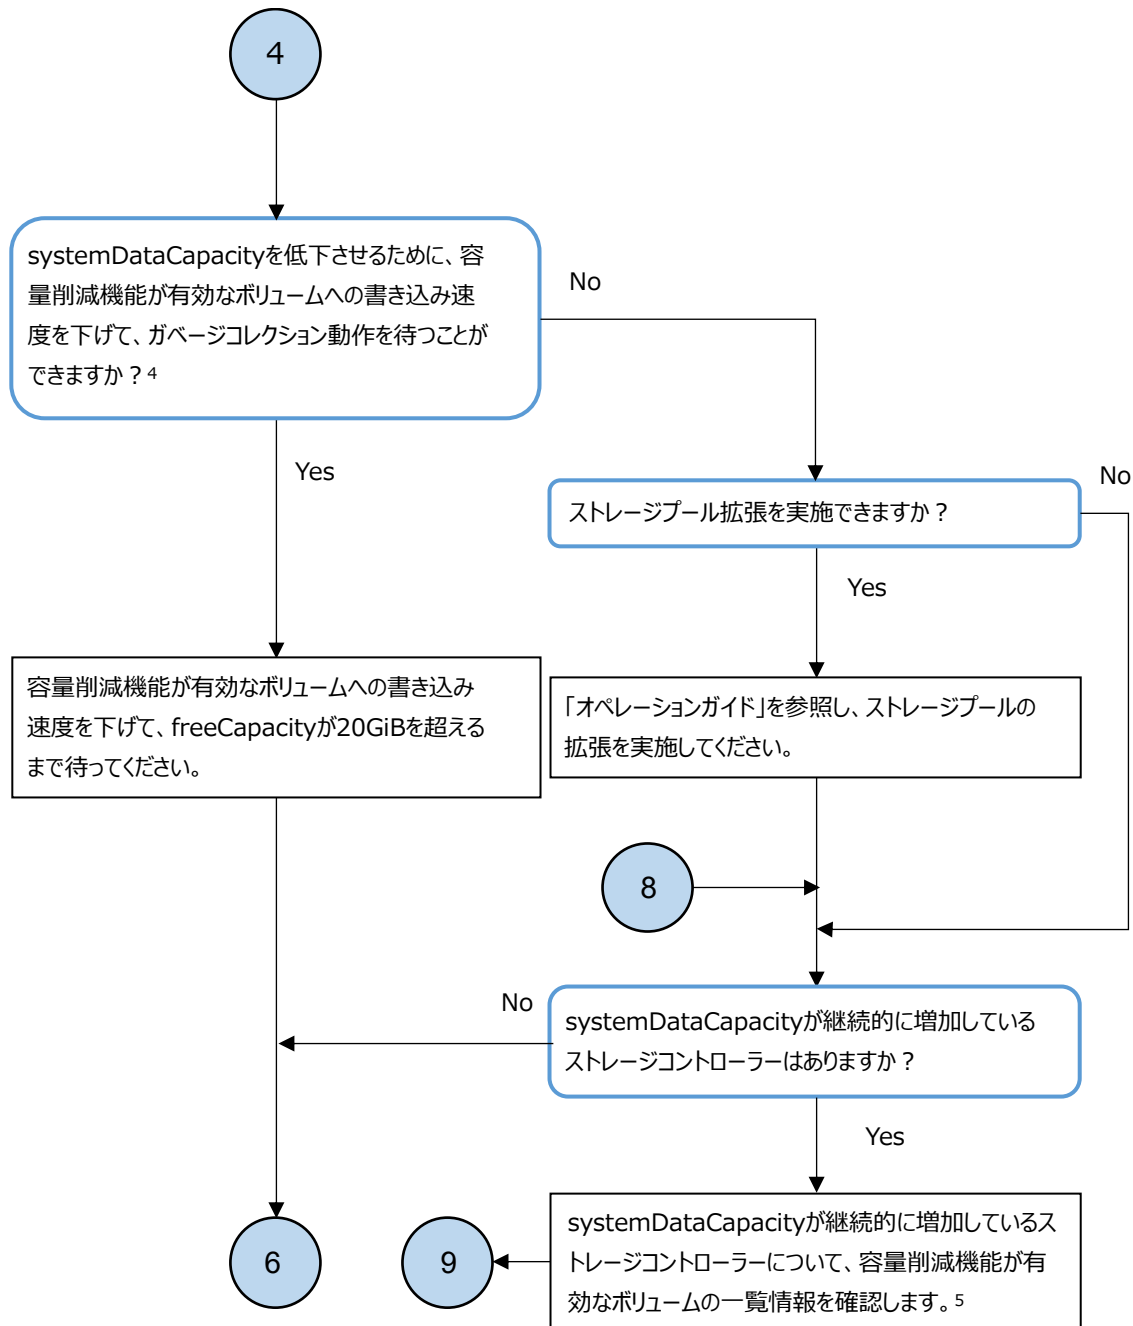 4
systemDataCapacityを低下させるために、容
量削減機能が有効なボリュームへの書き込み速
度を下げて、ガベージコレクション動作を待つことが
できますか？4
No
Yes
ストレージプール拡張を実施できますか？
No
Yes
容量削減機能が有効なボリュームへの書き込み
速度を下げて、freeCapacityが20GiBを超える
まで待ってください。
「オペレーションガイド」を参照し、ストレージプールの
拡張を実施してください。
8
No
systemDataCapacityが継続的に増加している
ストレージコントローラーはありますか？
Yes
6
9
systemDataCapacityが継続的に増加しているス
トレージコントローラーについて、容量削減機能が有
効なボリュームの一覧情報を確認します。5